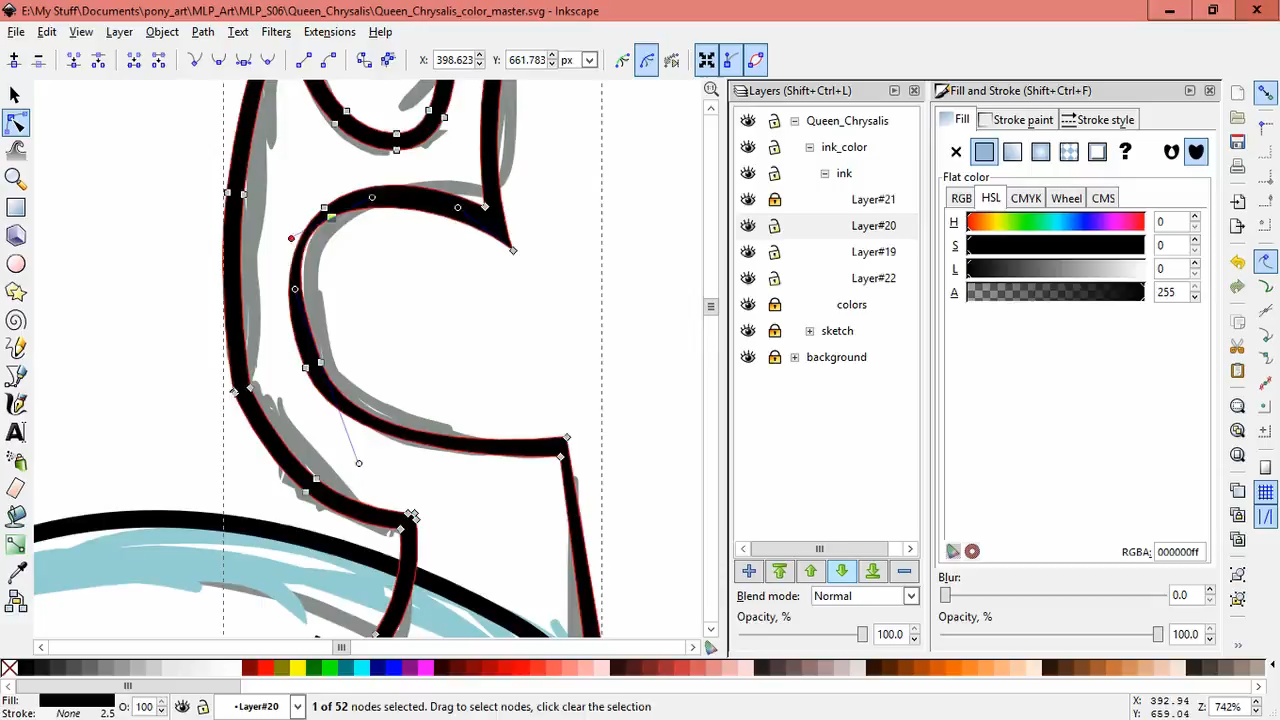 E:\My Stuff\Documents\pony_art\MLP_Art\MLP_S06\Queen_Chrysalis\Queen_Chrysalis_color_master.svg - Inkscape
File Edit View Layer Object Path Text Filters Extensions Help
X: 398.623 Y: 661.783 px
Layers (Shift+Ctrl+L)
Fill and Stroke (Shift+Ctrl+F)
Queen_Chrysalis
ink_color
ink
Layer#21
Layer#20
Layer#19
Layer#22
colors
sketch
background
Fill Stroke paint Stroke style
?
Flat color
RGB HSL CMYK Wheel CMS
H 0
S 0
L 0
A 255
RGBA: 000000ff
Blend mode: Normal
Opacity, % 100.0
Blur: 0.0
Opacity, %
100.0
Fill:
Stroke: None 2.5
O: 100
•Layer#20
1 of 52 nodes selected. Drag to select nodes, click clear the selection
X: 392.94
Y: 659.04
Z: 742%